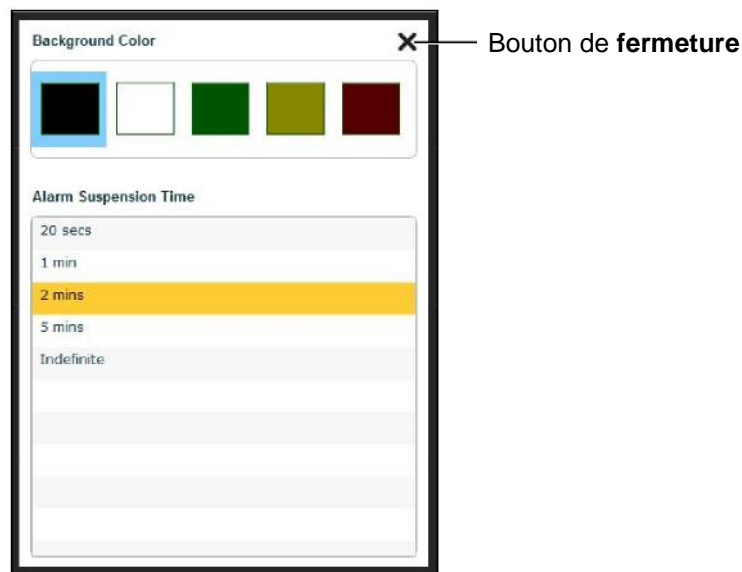 Background Color
Bouton de fermeture
Alarm Suspension Time
20 secs
1 min
2 mins
5 mins
Indefinite